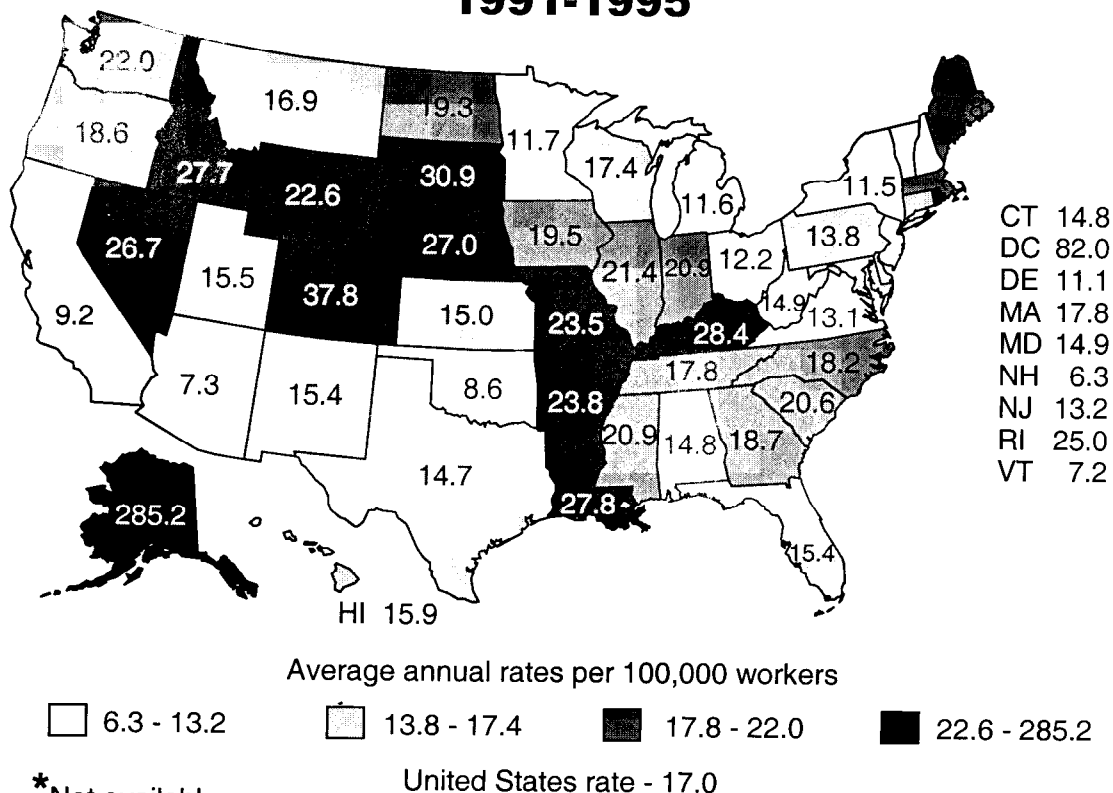 1991-1995
22.0
18.6
16.9
19.3
11.7
17.4
11.6
11.5
27.7
22.6
30.9
26.7
15.5
27.0
19.5
21.4
20.9
12.2
13.8
9.2
37.8
15.0
23.5
28.4
14.9
13.1
7.3
15.4
8.6
23.8
17.8
18.2
20.6
20.9
14.8
18.7
14.7
27.8
15.4
285.2
HI 15.9
CT 14.8
DC 82.0
DE 11.1
MA 17.8
MD 14.9
NH 6.3
NJ 13.2
RI 25.0
VT 7.2
Average annual rates per 100,000 workers
6.3 - 13.2
13.8 - 17.4
17.8 - 22.0
22.6 - 285.2
United States rate - 17.0
*Not